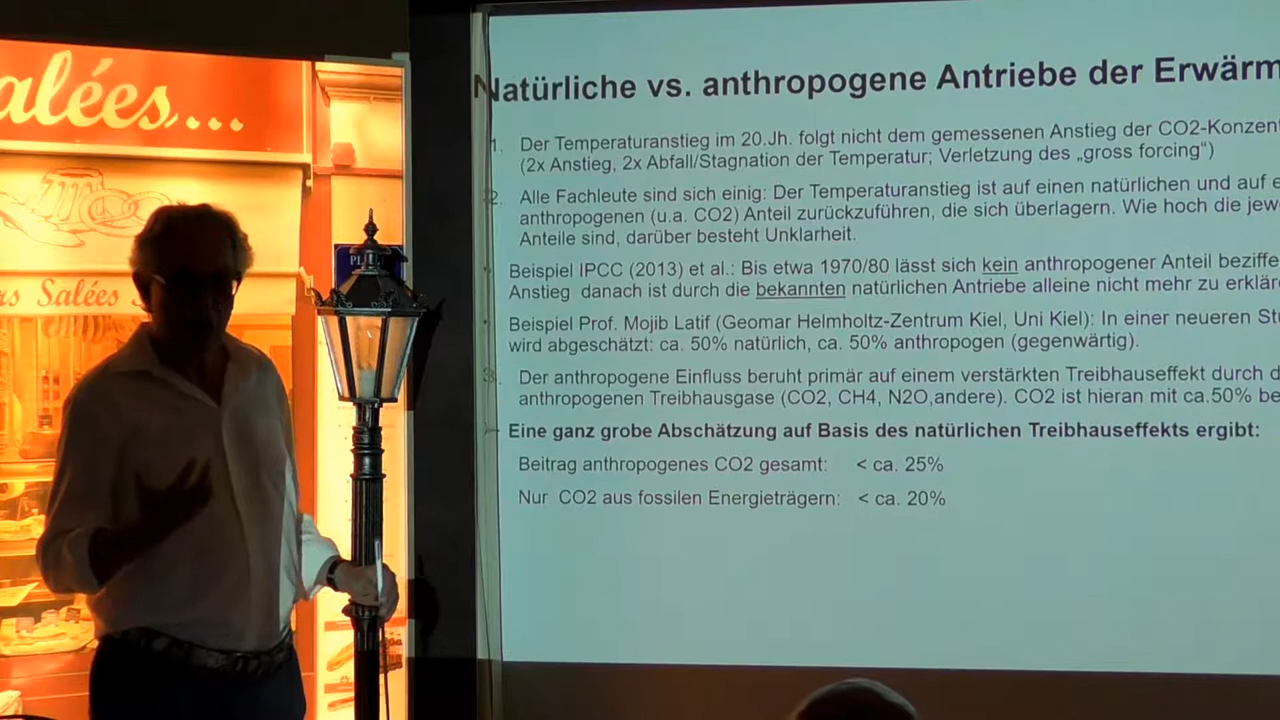 alées...
rs Salées
PL
Natürliche vs. anthropogene Antriebe der Erwärm
1. Der Temperaturanstieg im 20.Jh. folgt nicht dem gemessenen Anstieg der CO2-Konzent
(2x Anstieg, 2x Abfall/Stagnation der Temperatur; Verletzung des „gross forcing“)
2. Alle Fachleute sind sich einig: Der Temperaturanstieg ist auf einen natürlichen und auf e
anthropogenen (u.a. CO2) Anteil zurückzuführen, die sich überlagern. Wie hoch die jew
Anteile sind, darüber besteht Unklarheit.
Beispiel IPCC (2013) et al.: Bis etwa 1970/80 lässt sich kein anthropogener Anteil beziffe
Anstieg danach ist durch die bekannten natürlichen Antriebe alleine nicht mehr zu erklär
Beispiel Prof. Mojib Latif (Geomar Helmholtz-Zentrum Kiel, Uni Kiel): In einer neueren Stu
wird abgeschätzt: ca. 50% natürlich, ca. 50% anthropogen (gegenwärtig).
3. Der anthropogene Einfluss beruht primär auf einem verstärkten Treibhauseffekt durch d
anthropogenen Treibhausgase (CO2, CH4, N2O,andere). CO2 ist hieran mit ca.50% be
Eine ganz grobe Abschätzung auf Basis des natürlichen Treibhauseffekts ergibt:
Beitrag anthropogenes CO2 gesamt: < ca. 25%
Nur CO2 aus fossilen Energieträgern: < ca. 20%